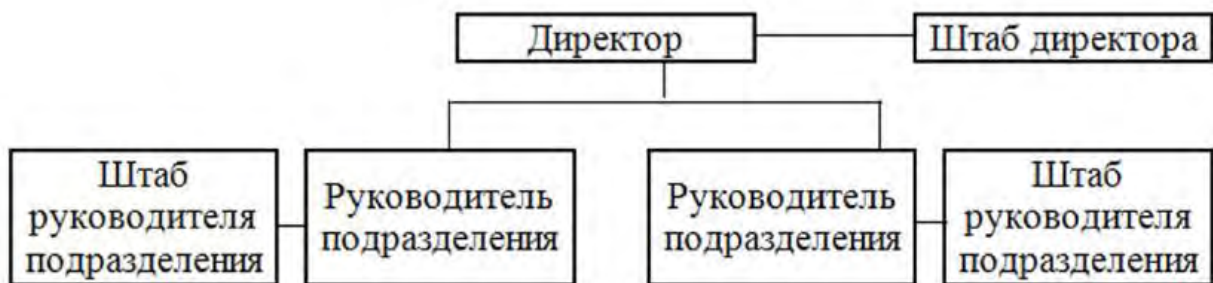 Директор
Штаб директора
Штаб
руководителя
подразделения
Руководитель
подразделения
Руководитель
подразделения
Штаб
руководителя
подразделения